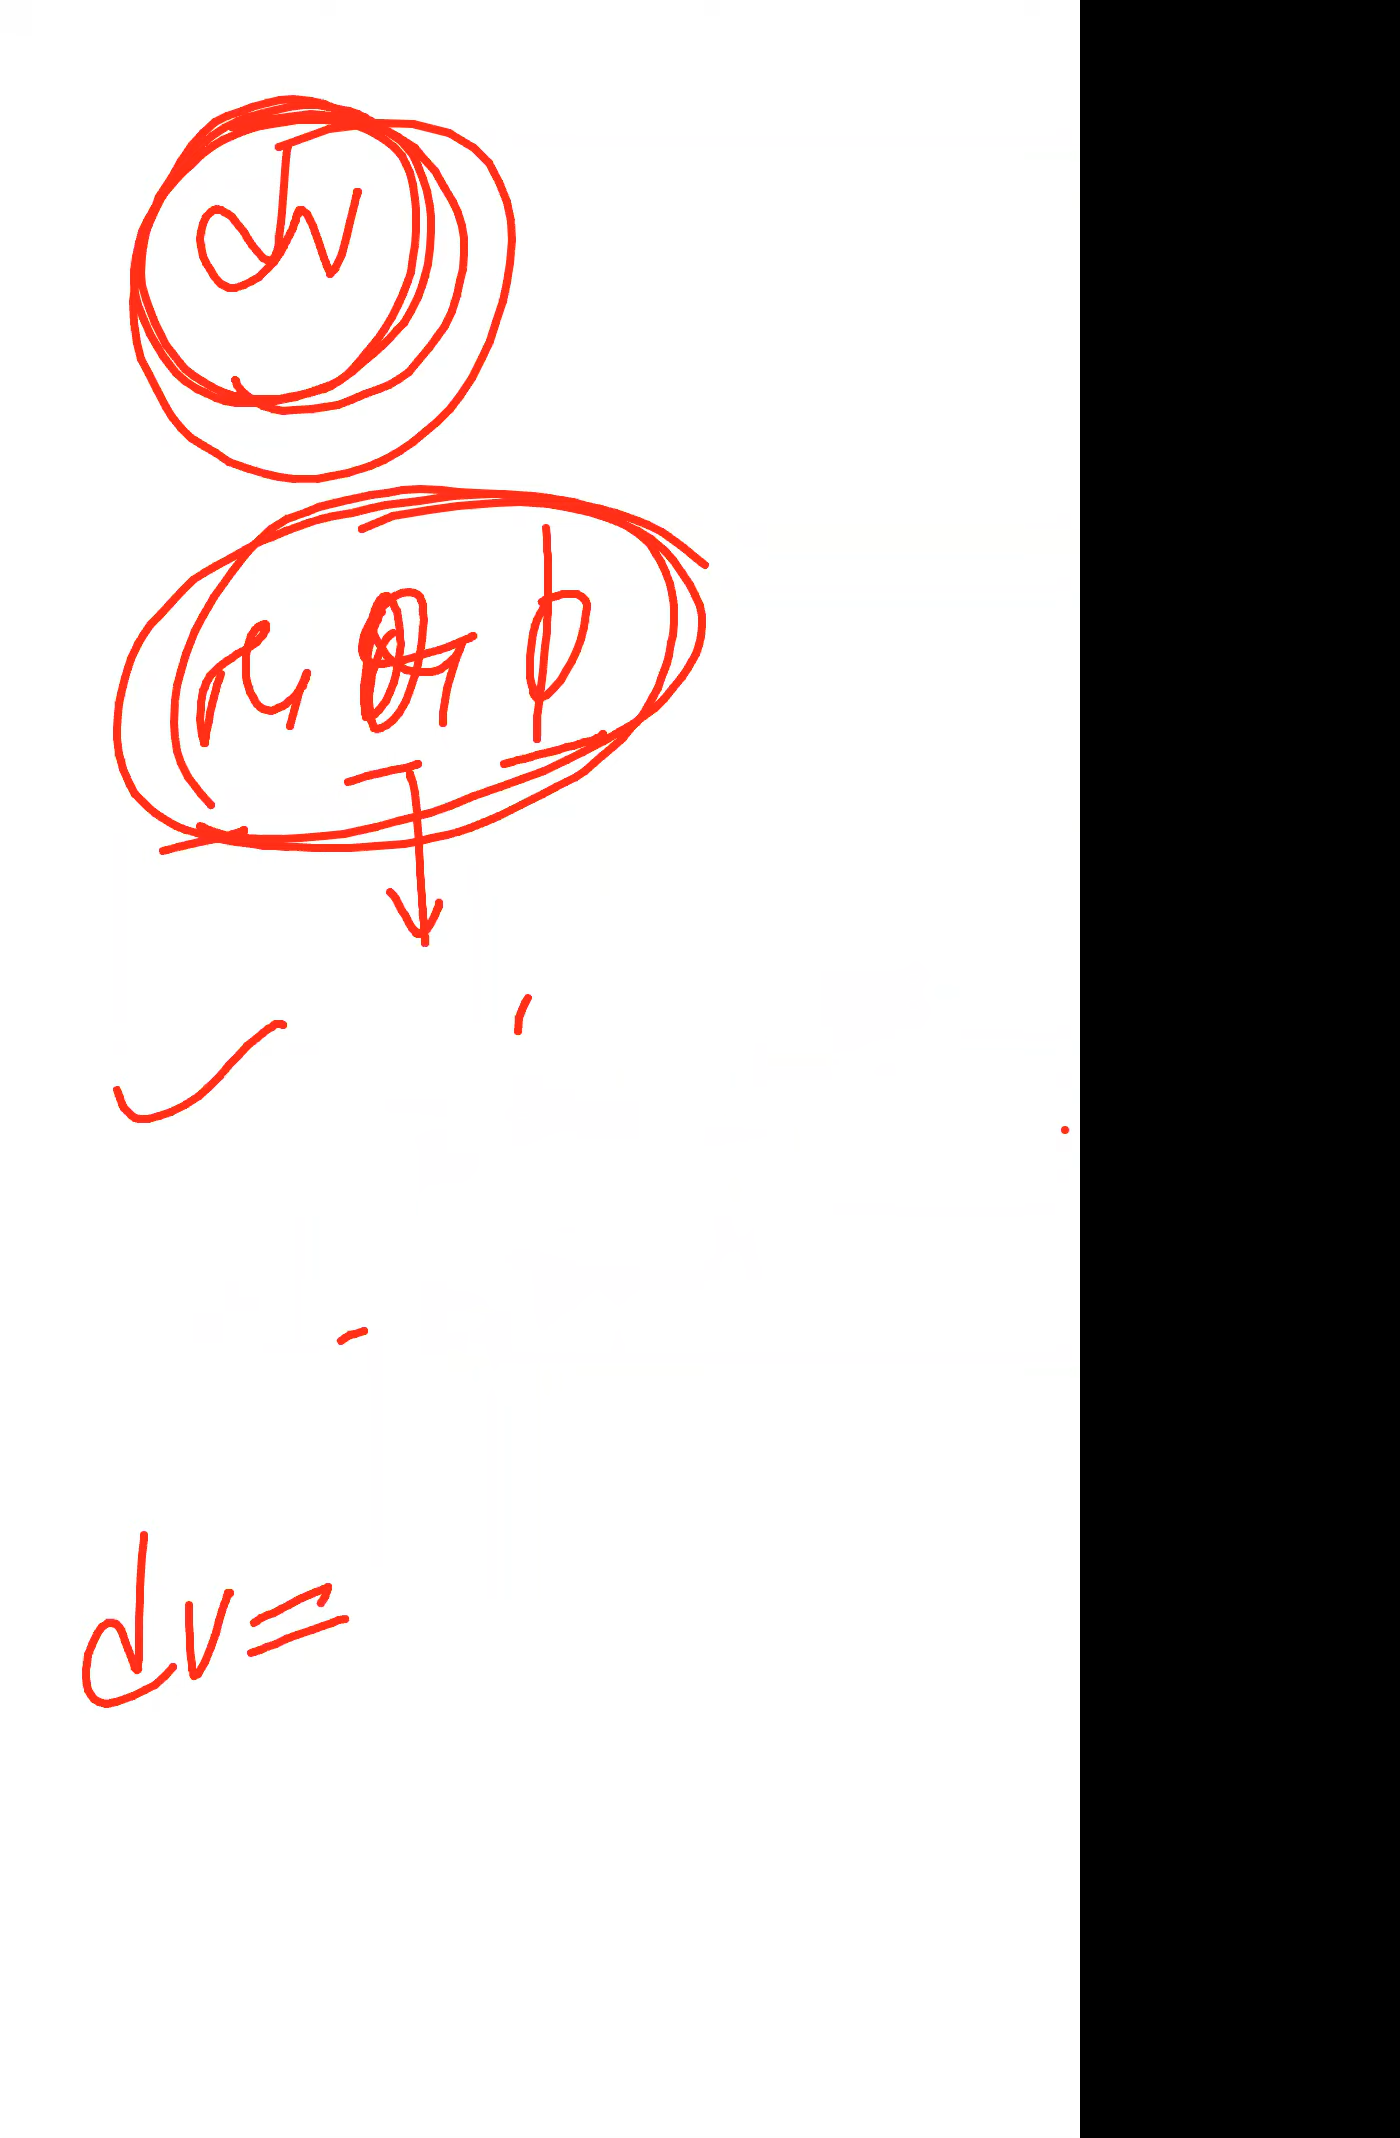 dv
r, θ, φ
dv =